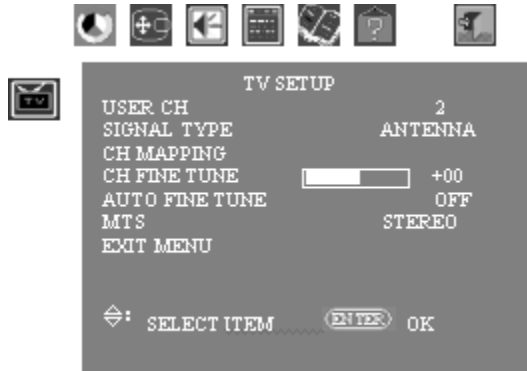 TV SETUP
TV
USER CH 2
SIGNAL TYPE ANTENNA
CH MAPPING
CH FINE TUNE +00
AUTO FINE TUNE OFF
MTS STEREO
EXIT MENU
: SELECT ITEM ENTER OK